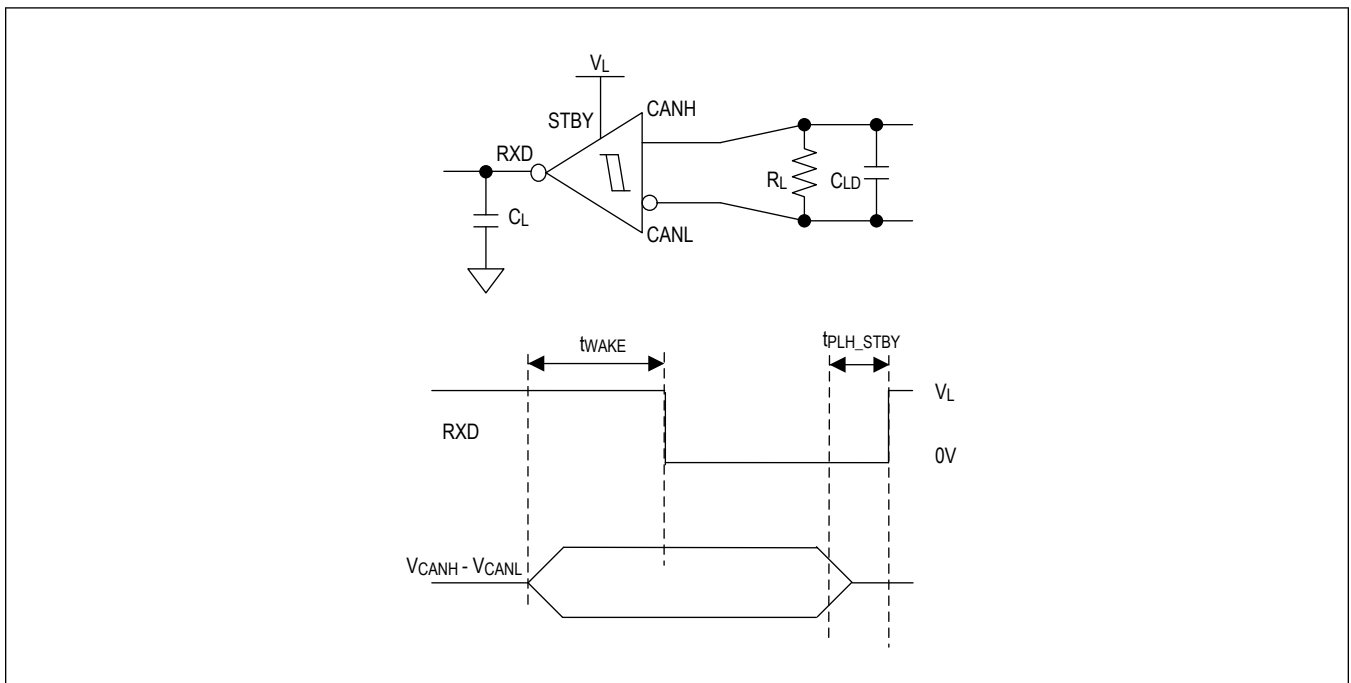 VL
STBY
CANH
RXD
RL
CLD
CL
CANL
tWAKE
tPLH_STBY
VL
RXD
0V
VCANH - VCANL